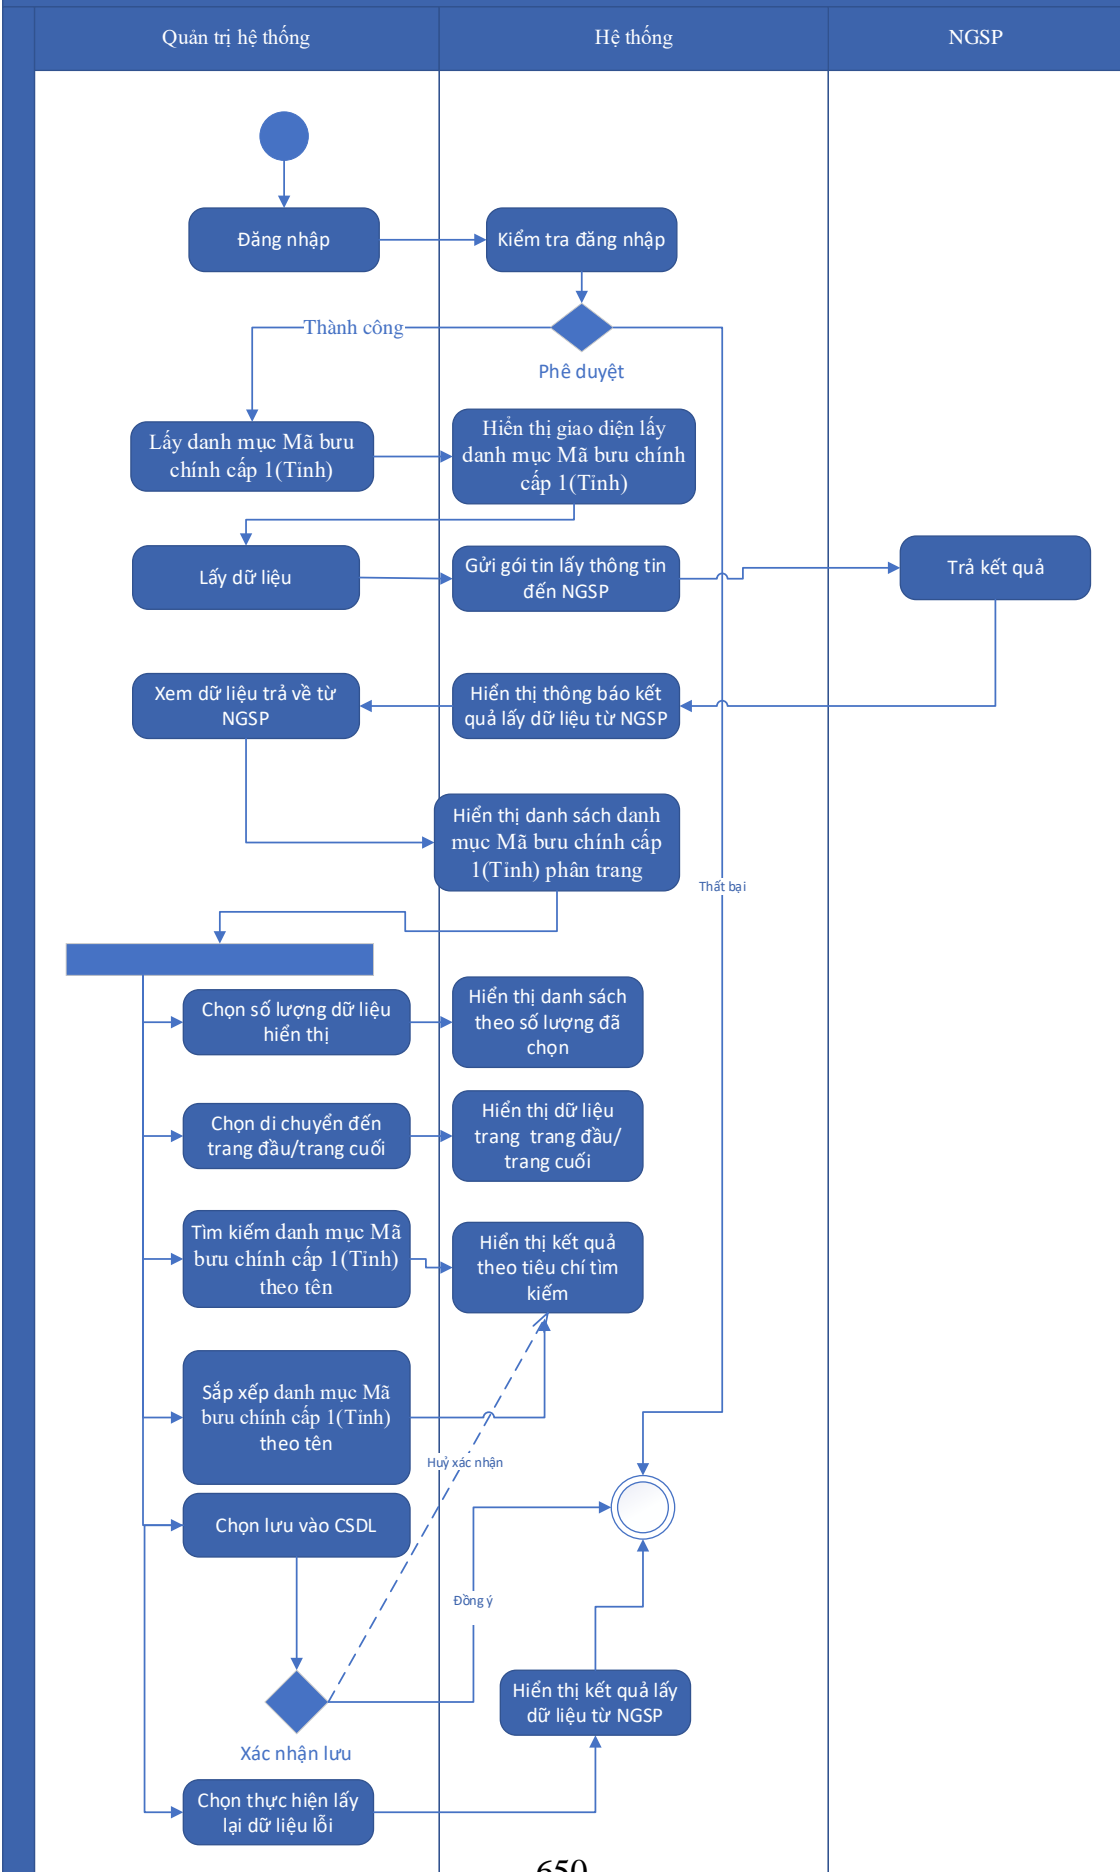 Quản trị hệ thống
Hệ thống
NGSP
Đăng nhập
Kiểm tra đăng nhập
Thành công
Phê duyệt
Lấy danh mục Mã bưu
chính cấp 1(Tỉnh)
Hiển thị giao diện lấy
danh mục Mã bưu chính
cấp 1(Tỉnh)
Lấy dữ liệu
Gửi gói tin lấy thông tin
đến NGSP
Trả kết quả
Xem dữ liệu trả về từ
NGSP
Hiển thị thông báo kết
quả lấy dữ liệu từ NGSP
Hiển thị danh sách danh
mục Mã bưu chính cấp
1(Tỉnh) phân trang
Thất bại
Chọn số lượng dữ liệu
hiển thị
Hiển thị danh sách
theo số lượng đã
chọn
Chọn di chuyển đến
trang đầu/trang cuối
Hiển thị dữ liệu
trang trang đầu/
trang cuối
Tìm kiếm danh mục Mã
bưu chính cấp 1(Tỉnh)
theo tên
Hiển thị kết quả
theo tiêu chí tìm
kiếm
Sắp xếp danh mục Mã
bưu chính cấp 1(Tỉnh)
theo tên
Huỷ xác nhận
Chọn lưu vào CSDL
Đồng ý
Xác nhận lưu
Hiển thị kết quả lấy
dữ liệu từ NGSP
Chọn thực hiện lấy
lại dữ liệu lỗi
650